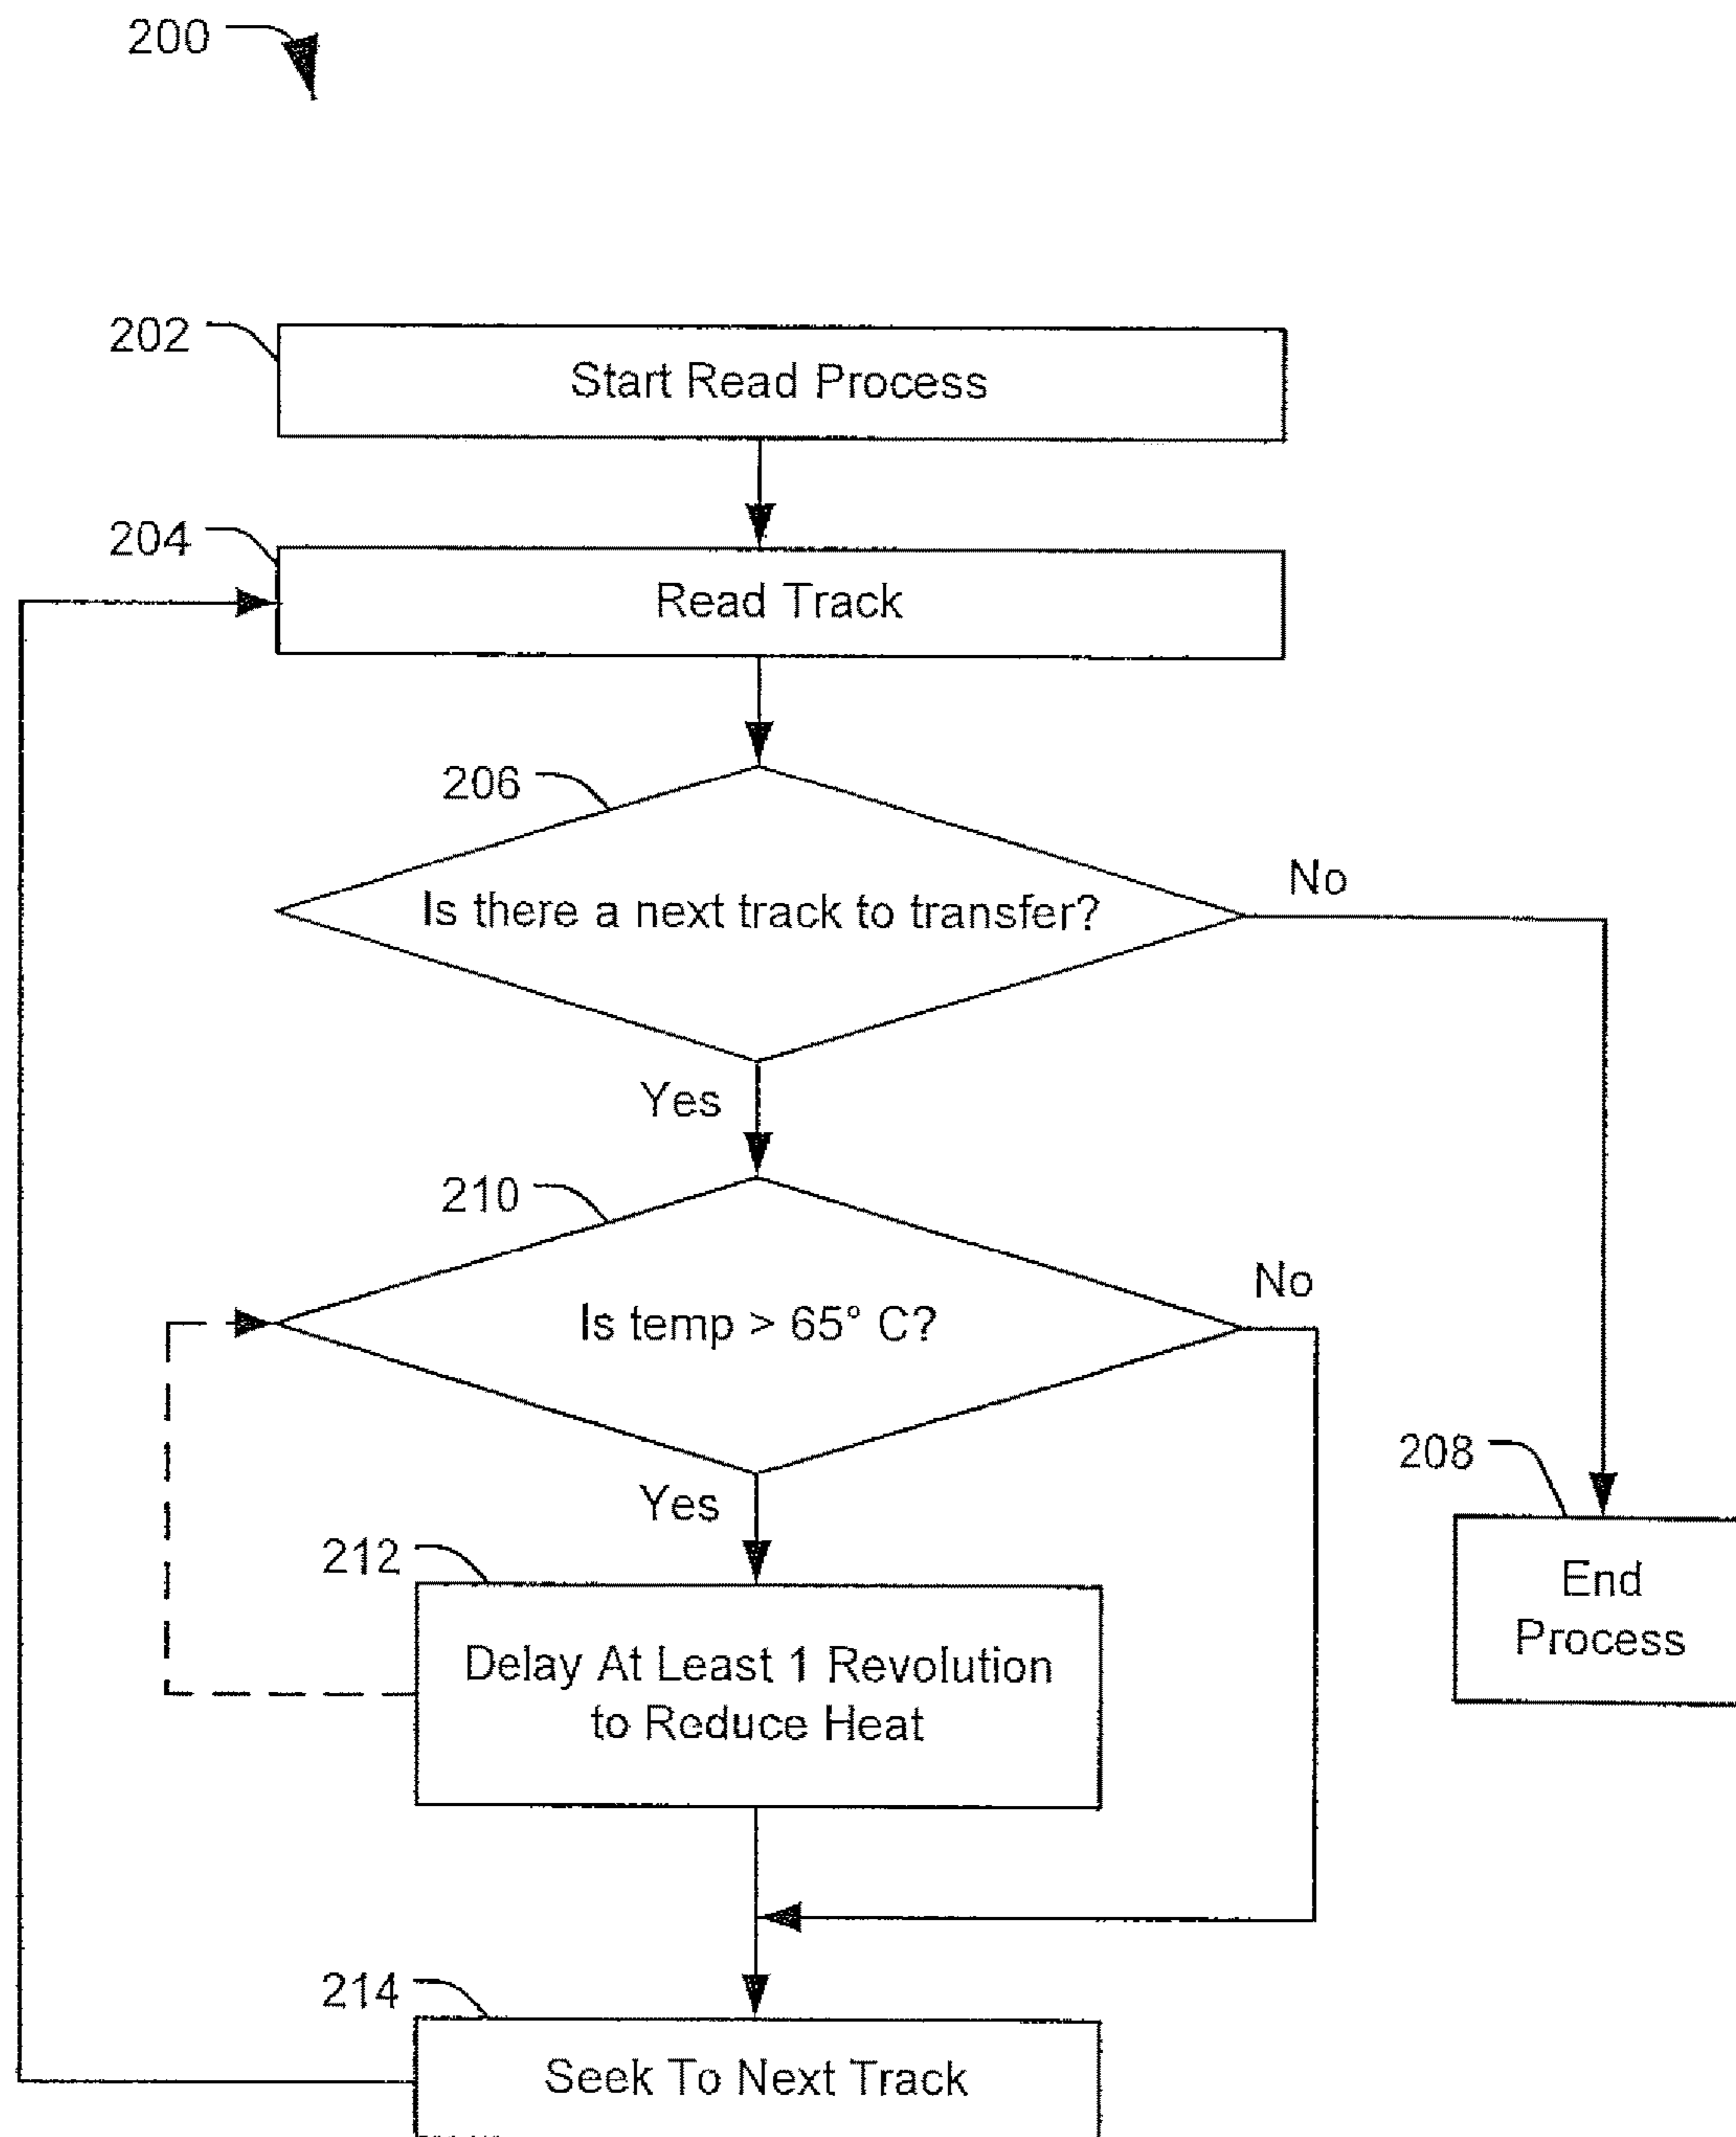 200
202
Start Read Process
204
Read Track
206
Is there a next track to transfer?
No
Yes
210
Is temp > 65° C?
No
Yes
208
End
Process
212
Delay At Least 1 Revolution
to Reduce Heat
214
Seek To Next Track